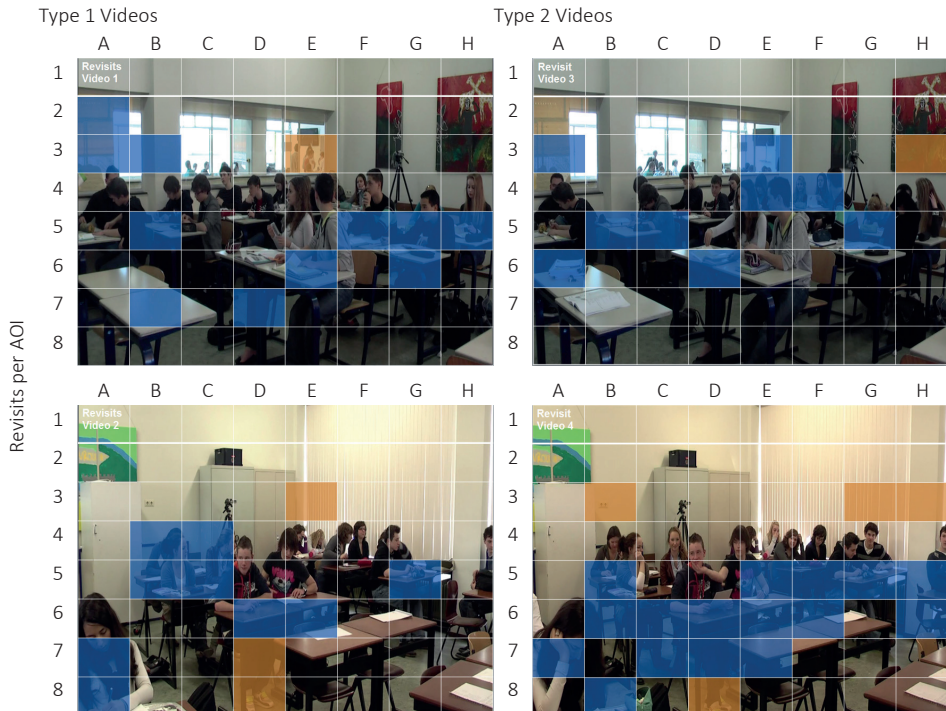 Type 1 Videos
Type 2 Videos
A B C D E F G H
A B C D E F G H
Revisits per AOI
1
2
3
4
5
6
7
8
Revisits
Video 1
1
2
3
4
5
6
7
8
Revisit
Video 3
A B C D E F G H
A B C D E F G H
1
2
3
4
5
6
7
8
Revisits
Video 2
1
2
3
4
5
6
7
8
Revisit
Video 4